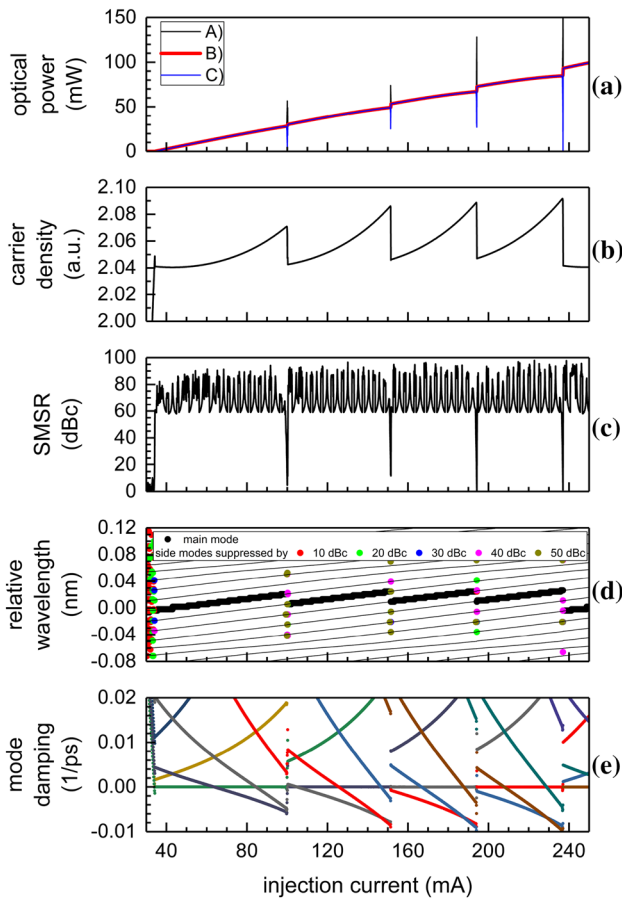 150
100
50
0
optical
power
(mW)
A)
B)
C)
(a)
2.10
2.08
2.06
2.04
2.02
2.00
carrier
density
(a.u.)
(b)
100
80
60
40
20
0
SMSR
(dBc)
(c)
0.12
0.08
0.04
0.00
-0.04
-0.08
relative
wavelength
(nm)
main mode
side modes suppressed by 10 dBc 20 dBc 30 dBc 40 dBc 50 dBc
(d)
0.02
0.01
0.00
-0.01
mode
damping
(1/ps)
(e)
40 80 120 160 200 240
injection current (mA)